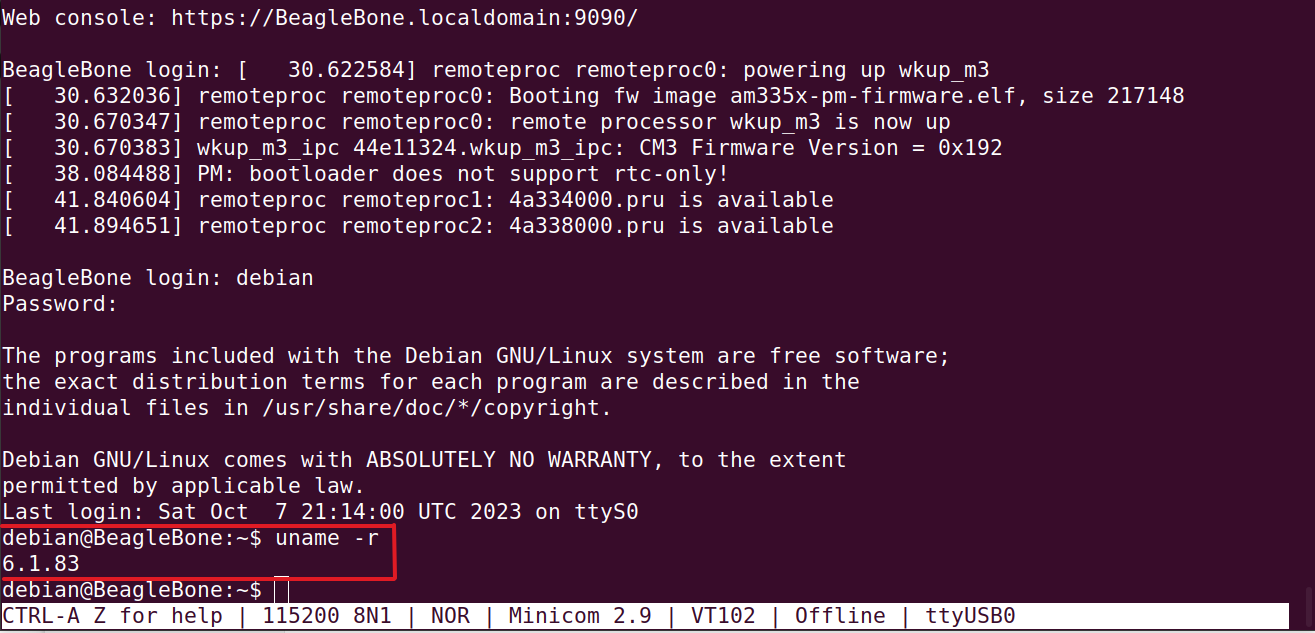 Web console: https://BeagleBone.localdomain:9090/
BeagleBone login: [   30.622584] remoteproc remoteproc0: powering up wkup_m3
[   30.632036] remoteproc remoteproc0: Booting fw image am335x-pm-firmware.elf, size 217148
[   30.670347] remoteproc remoteproc0: remote processor wkup_m3 is now up
[   30.670383] wkup_m3_ipc 44e11324.wkup_m3_ipc: CM3 Firmware Version = 0x192
[   38.084488] PM: bootloader does not support rtc-only!
[   41.840604] remoteproc remoteproc1: 4a334000.pru is available
[   41.894651] remoteproc remoteproc2: 4a338000.pru is available
BeagleBone login: debian
Password:
The programs included with the Debian GNU/Linux system are free software;
the exact distribution terms for each program are described in the
individual files in /usr/share/doc/*/copyright.
Debian GNU/Linux comes with ABSOLUTELY NO WARRANTY, to the extent
permitted by applicable law.
Last login: Sat Oct  7 21:14:00 UTC 2023 on ttyS0
debian@BeagleBone:~$ uname -r
6.1.83
debian@BeagleBone:~$
CTRL-A Z for help | 115200 8N1 | NOR | Minicom 2.9 | VT102 | Offline | ttyUSB0